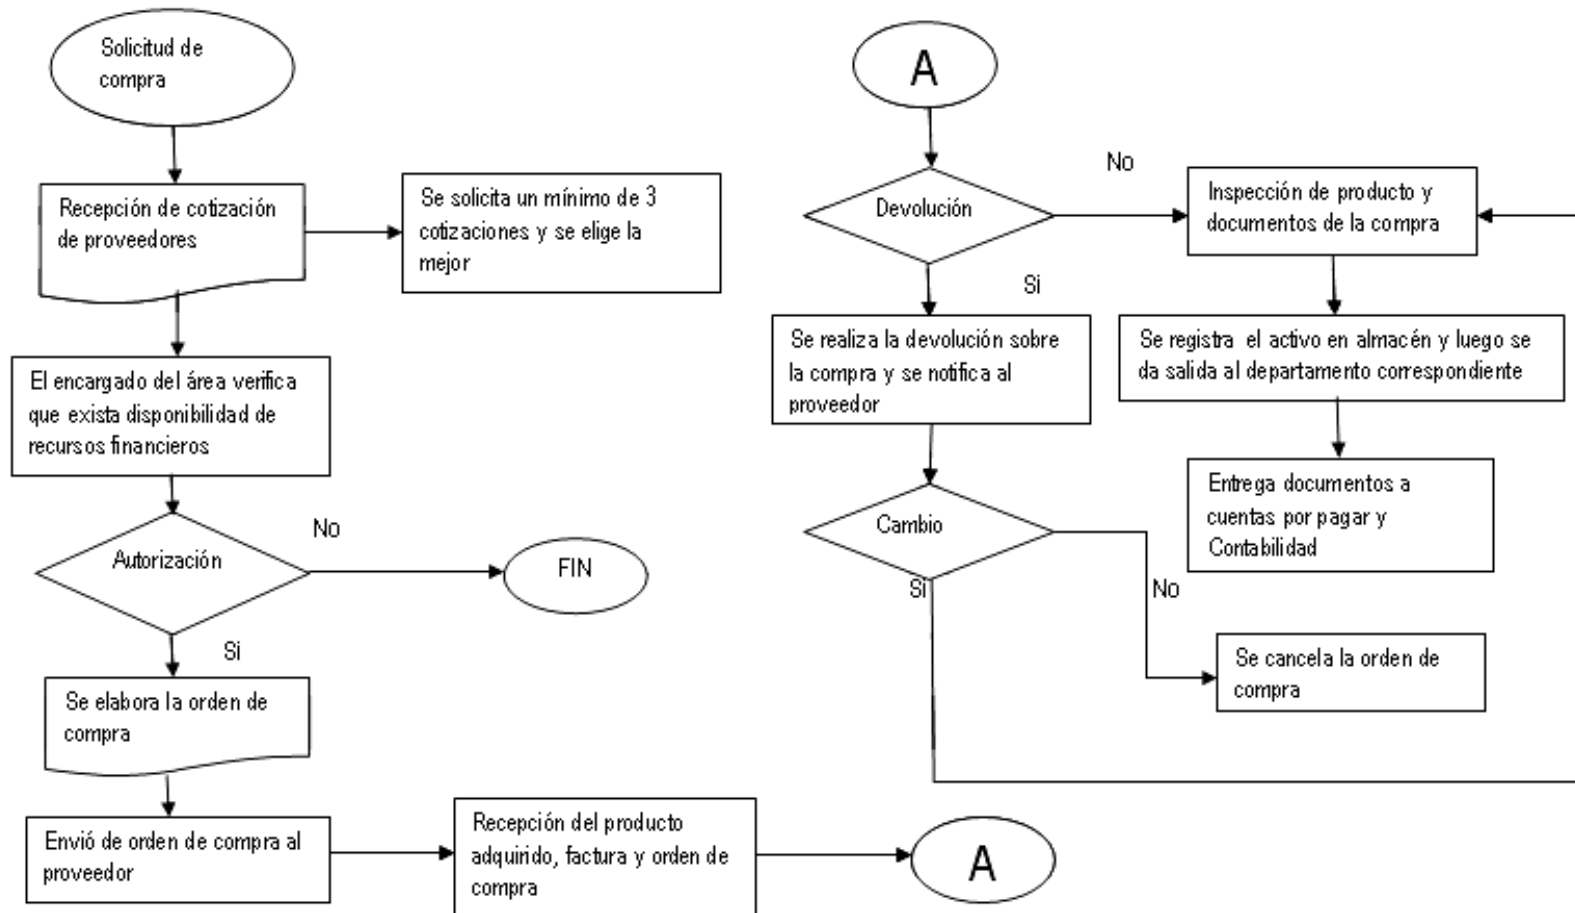 Solicitud de
compra
Recepción de cotización
de proveedores
Se solicita un mínimo de 3
cotizaciones y se elige la
mejor
El encargado del área verifica
que exista disponibilidad de
recursos financieros
Autorización
No
FIN
Si
Se elabora la orden de
compra
Envió de orden de compra al
proveedor
Recepción del producto
adquirido, factura y orden de
compra
A
A
Devolución
No
Inspección de producto y
documentos de la compra
Si
Se realiza la devolución sobre
la compra y se notifica al
proveedor
Se registra el activo en almacén y luego se
da salida al departamento correspondiente
Entrega documentos a
cuentas por pagar y
Contabilidad
Cambio
Si
No
Se cancela la orden de
compra